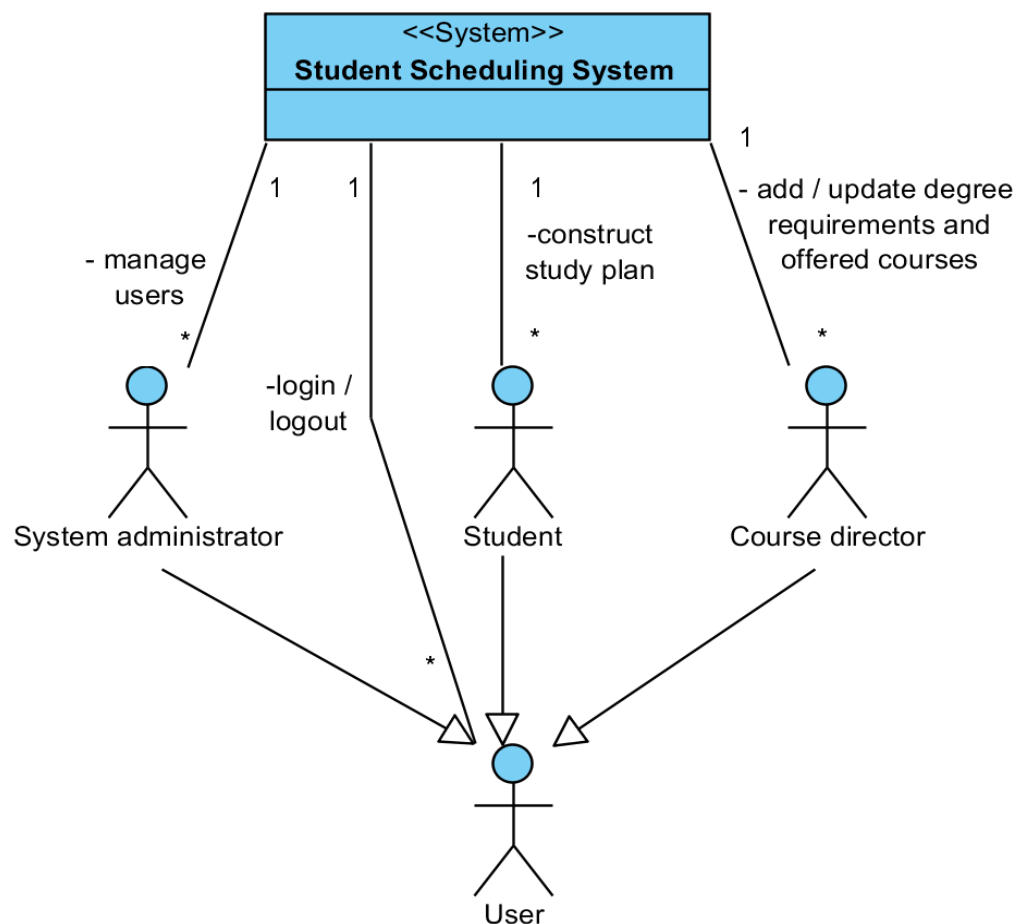 <<System>>
Student Scheduling System
1
1
1
1
- manage
users
*
-login /
logout
*
-construct
study plan
*
- add / update degree
requirements and
offered courses
*
System administrator
Student
Course director
User